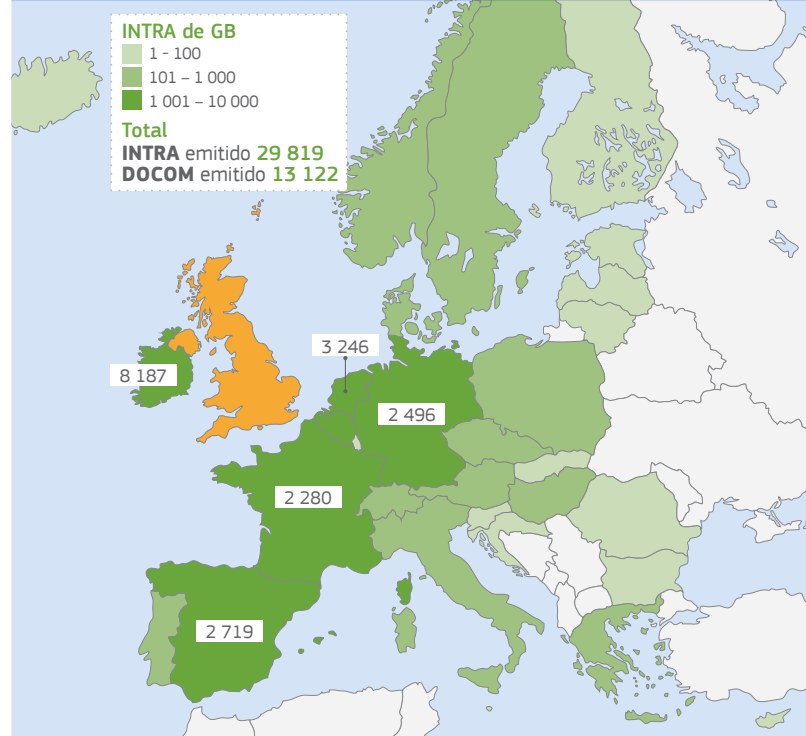 INTRA de GB
1 - 100
101 – 1 000
1 001 – 10 000
Total
INTRA emitido 29 819
DOCOM emitido 13 122
3 246
8 187
2 496
2 280
2 719